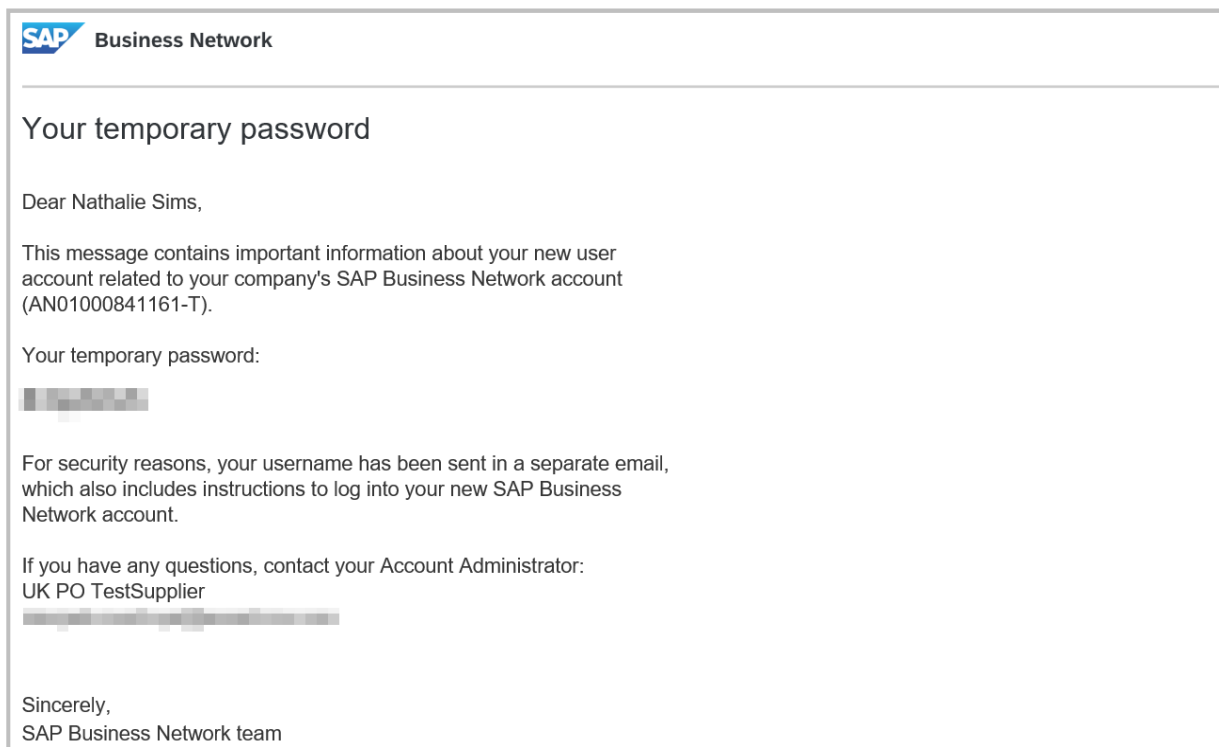 SAP Business Network
Your temporary password
Dear Nathalie Sims,
This message contains important information about your new user
account related to your company's SAP Business Network account
(AN01000841161-T).
Your temporary password:
For security reasons, your username has been sent in a separate email,
which also includes instructions to log into your new SAP Business
Network account.
If you have any questions, contact your Account Administrator:
UK PO TestSupplier
Sincerely,
SAP Business Network team